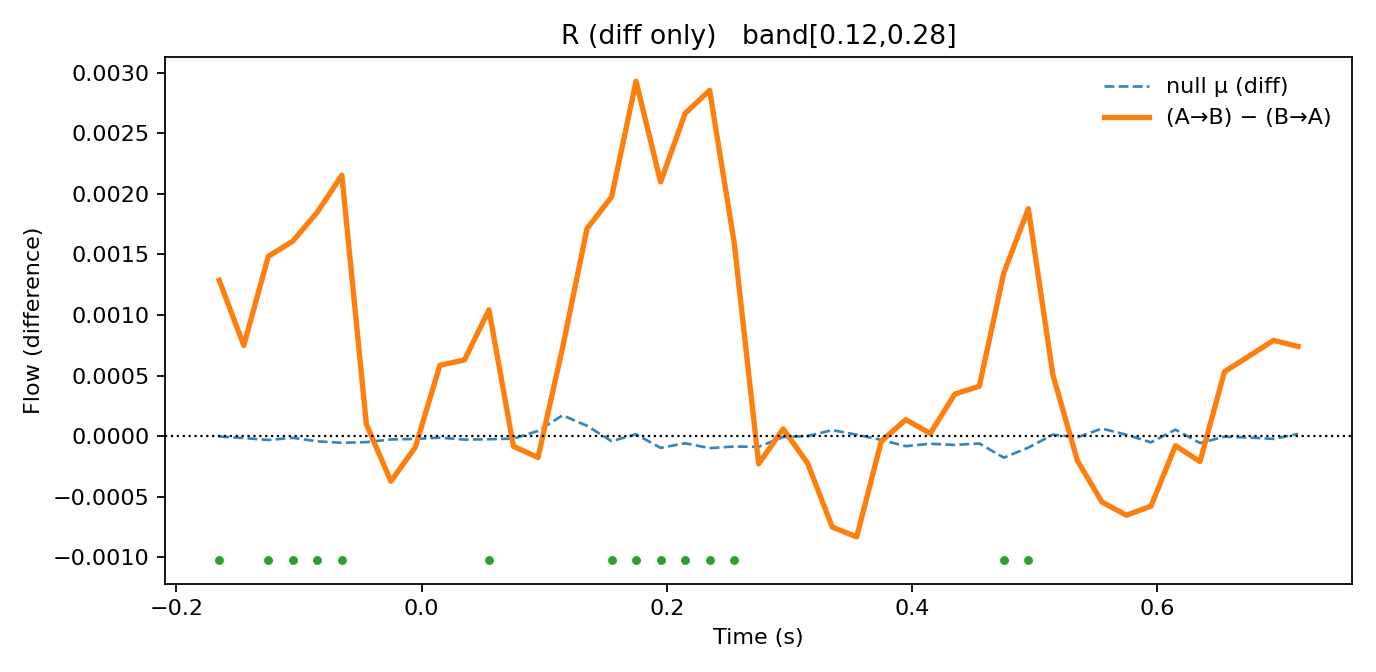 R (diff only)   band[0.12,0.28]
null μ (diff)
(A→B) − (B→A)
Flow (difference)
0.0030
0.0025
0.0020
0.0015
0.0010
0.0005
0.0000
−0.0005
−0.0010
−0.2
0.0
0.2
0.4
0.6
Time (s)